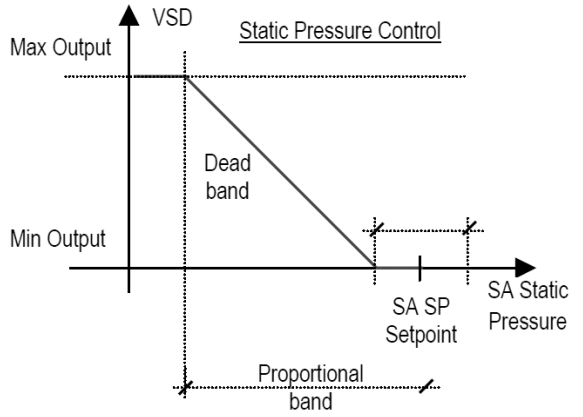 VSD
Static Pressure Control
Max Output
Dead
band
Min Output
SA SP
Setpoint
SA Static
Pressure
Proportional
band